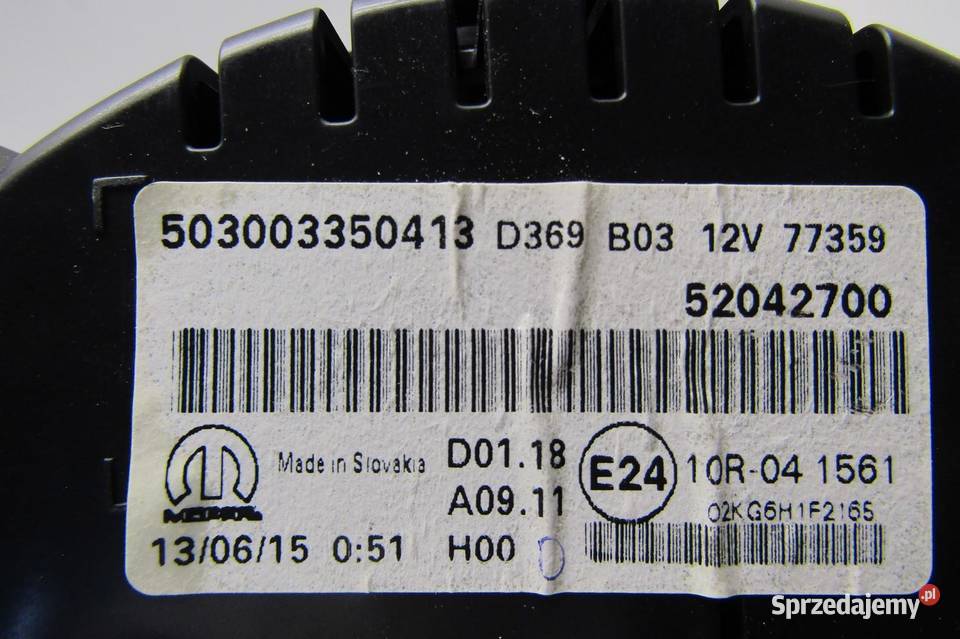 503003350413 D369 B03 12V 77359
52042700
Made in Slovakia
D01.18
A09.11
E24
10R-04 1561
02KG6H1F2165
MOPAR
13/06/15 0:51 H00 D
Sprzedajemy.pl